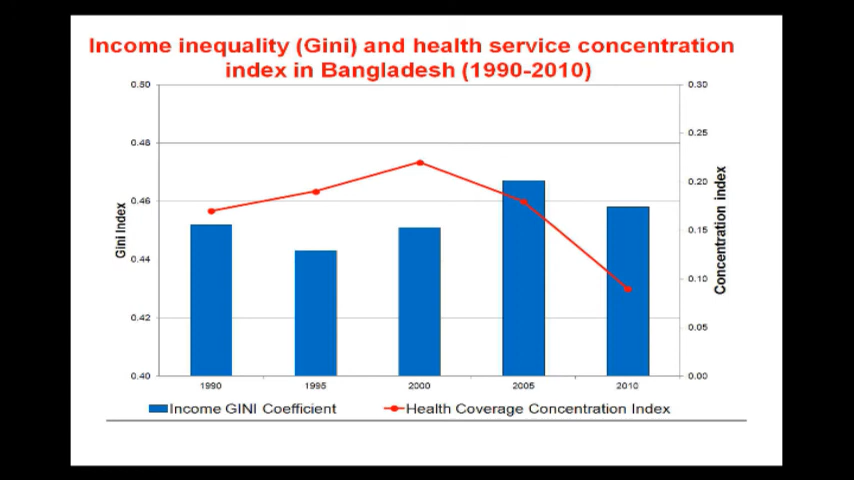 Income inequality (Gini) and health service concentration
index in Bangladesh (1990-2010)
0.50
0.48
0.46
0.44
0.42
0.40
Gini Index
0.30
0.25
0.20
0.15
0.10
0.05
0.00
Concentration index
1990 1995 2000 2005 2010
Income GINI Coefficient Health Coverage Concentration Index